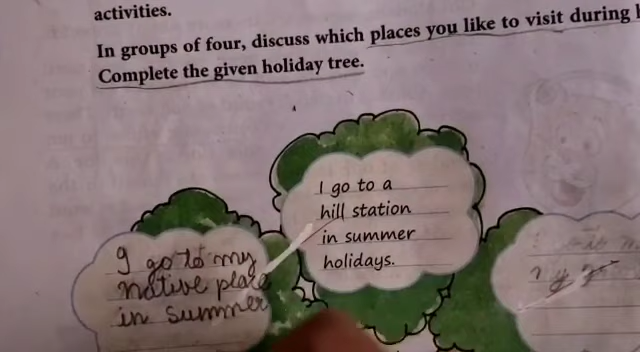 activities.
In groups of four, discuss which places you like to visit during
Complete the given holiday tree.
I go to a
hill station
in summer
holidays.
I go to my
native place
in summer